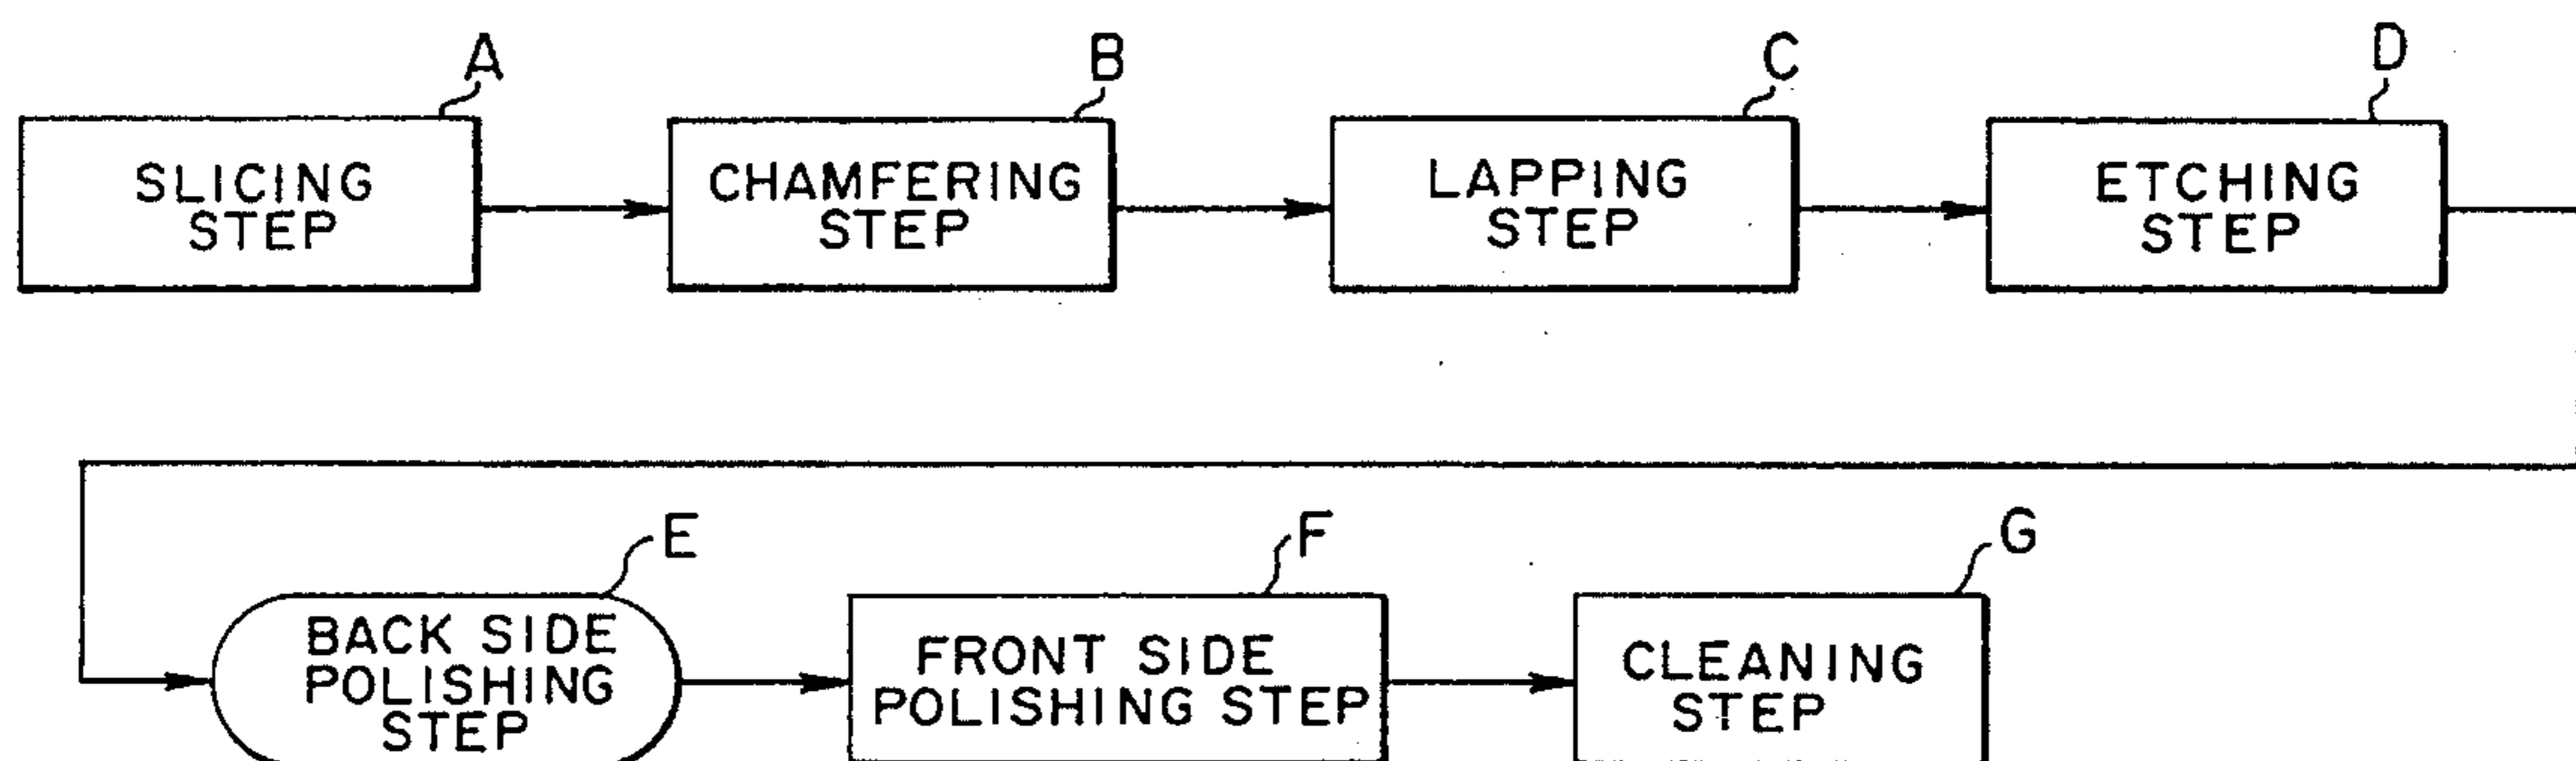 A
B
C
D
SLICING
STEP
CHAMFERING
STEP
LAPPING
STEP
ETCHING
STEP
E
F
G
BACK SIDE
POLISHING
STEP
FRONT SIDE
POLISHING STEP
CLEANING
STEP